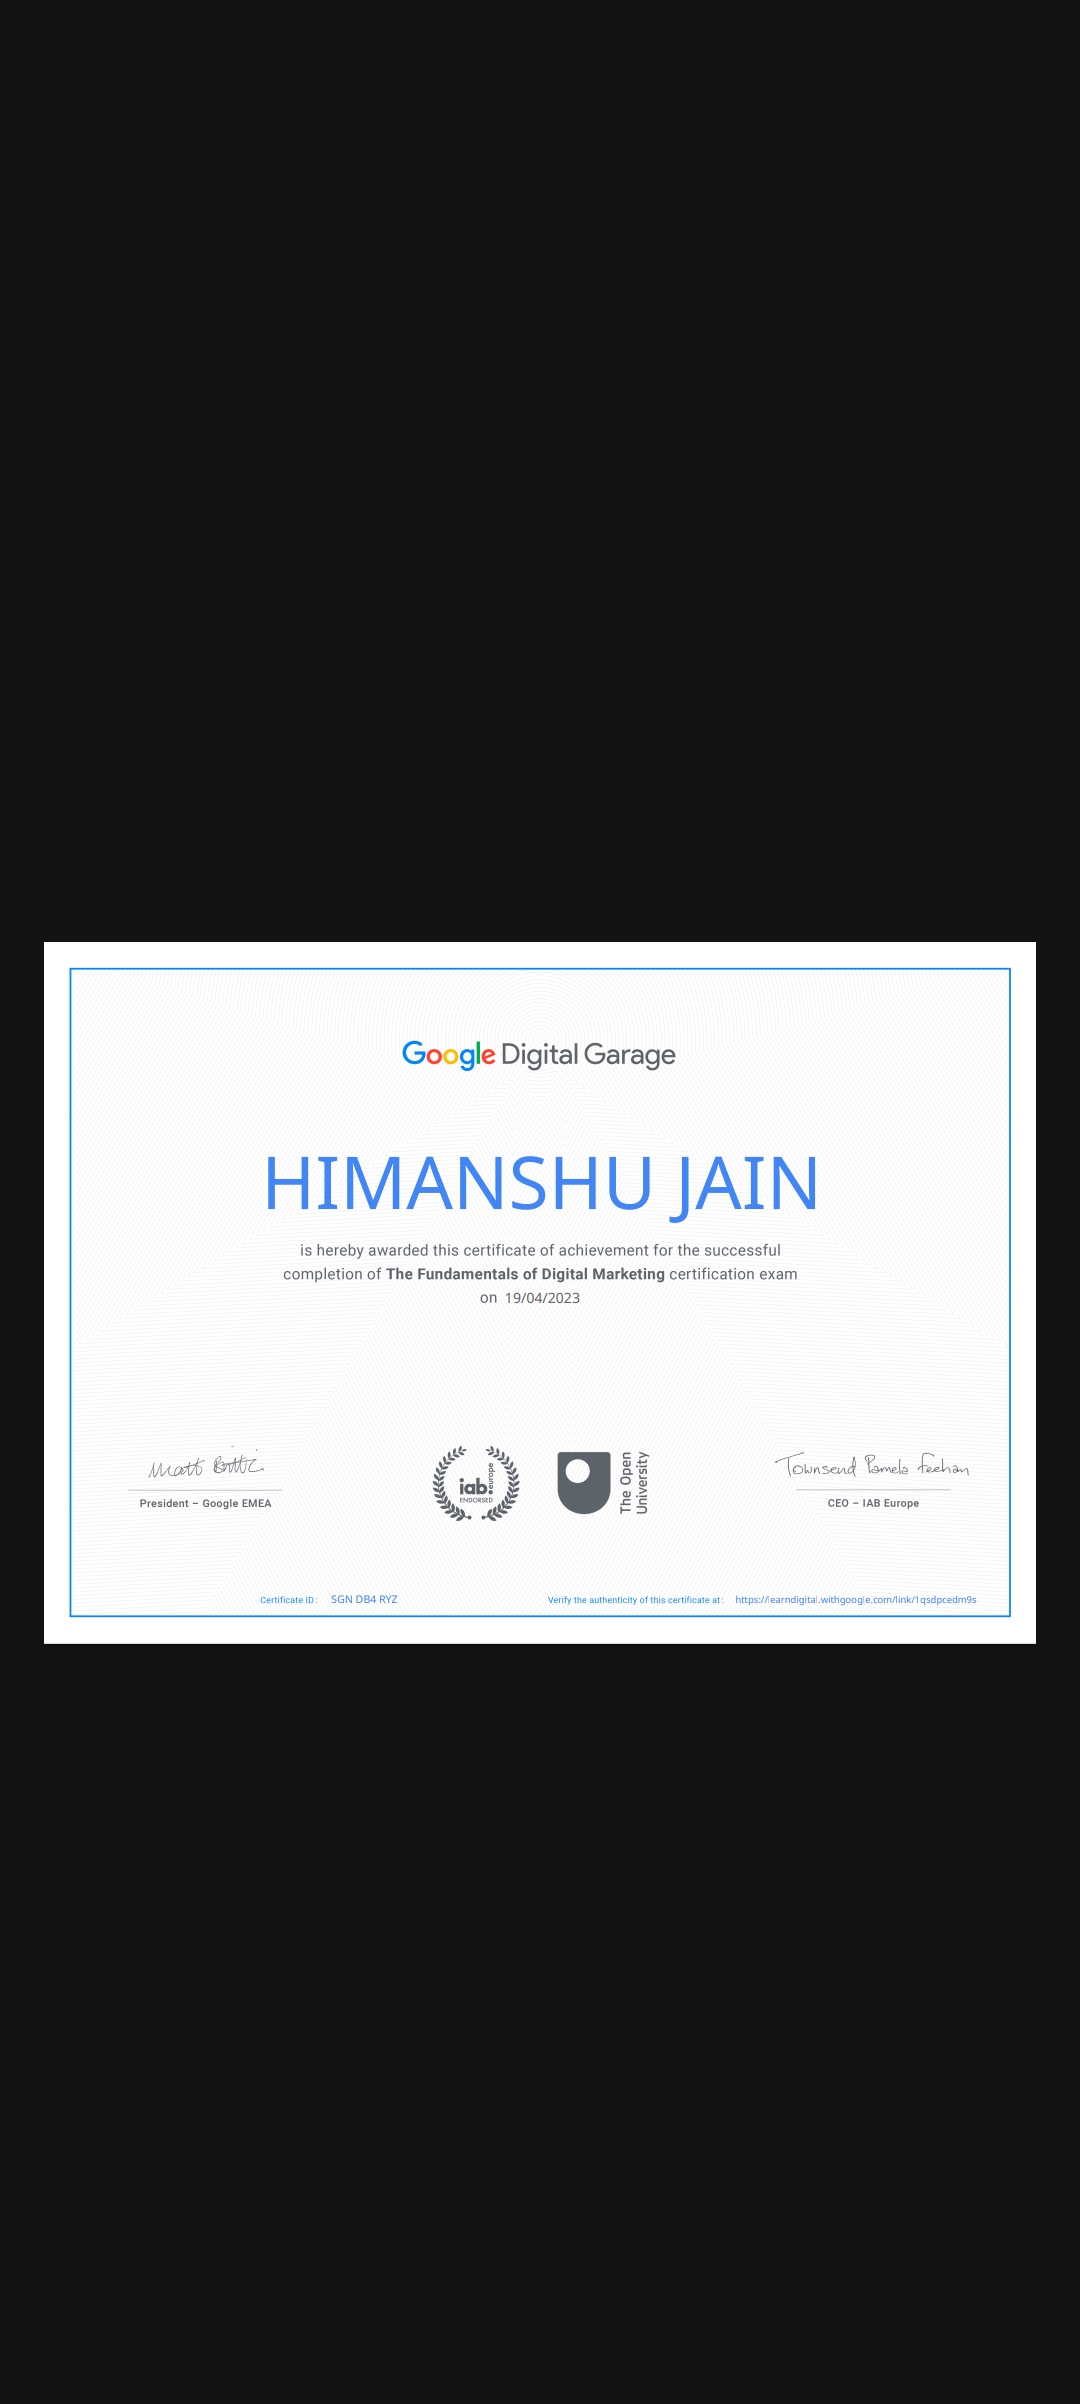 Google Digital Garage
HIMANSHU JAIN
is hereby awarded this certificate of achievement for the successful
completion of The Fundamentals of Digital Marketing certification exam
on 19/04/2023
Matt
President – Google EMEA
iab europe
ENDORSED
The Open
University
Townsend Pamela Feehan
CEO – IAB Europe
Certificate ID: SGN DB4 RYZ
Verify the authenticity of this certificate at: https://learndigital.withgoogle.com/link/1qsdpcedm9s